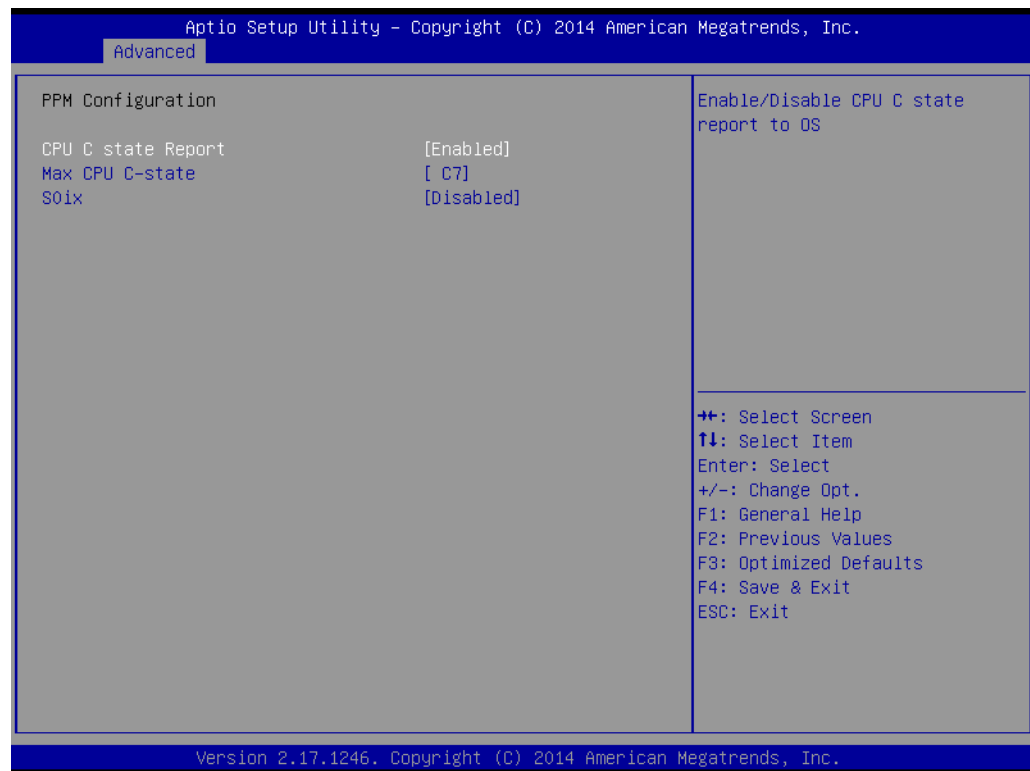 Aptio Setup Utility – Copyright (C) 2014 American Megatrends, Inc.
Advanced
PPM Configuration
CPU C state Report [Enabled]
Max CPU C-state [ C7]
S0ix [Disabled]
Enable/Disable CPU C state
report to OS
→←: Select Screen
↑↓: Select Item
Enter: Select
+/-: Change Opt.
F1: General Help
F2: Previous Values
F3: Optimized Defaults
F4: Save & Exit
ESC: Exit
Version 2.17.1246. Copyright (C) 2014 American Megatrends, Inc.